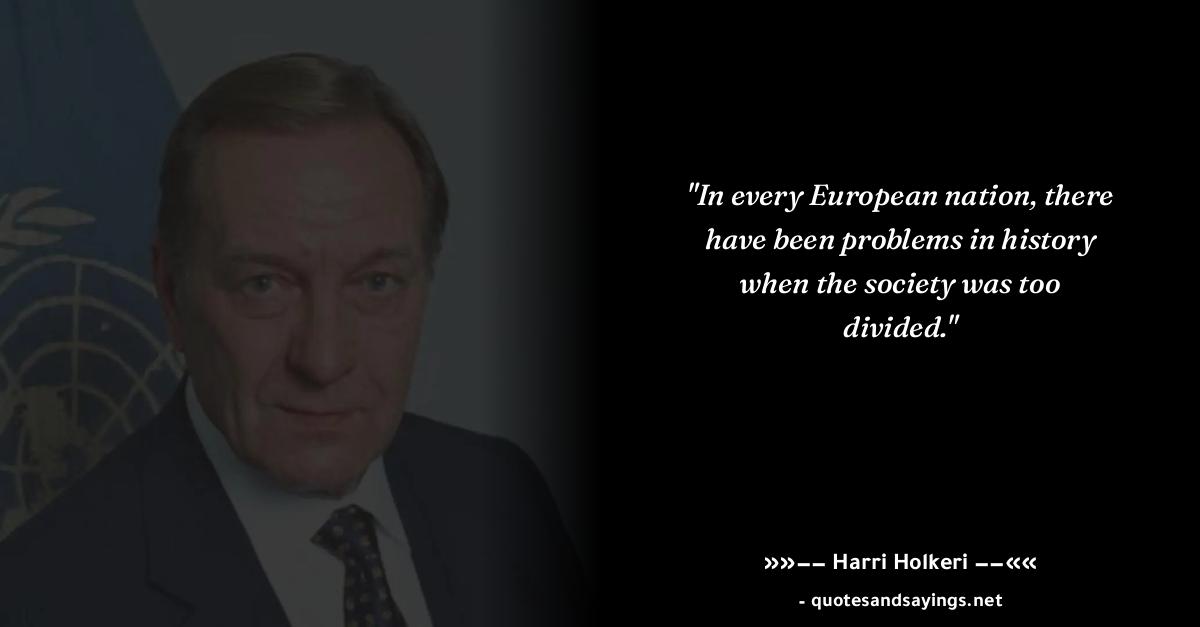 "In every European nation, there
have been problems in history
when the society was too
divided."
»»−− Harri Holkeri −−««
- quotesandsayings.net